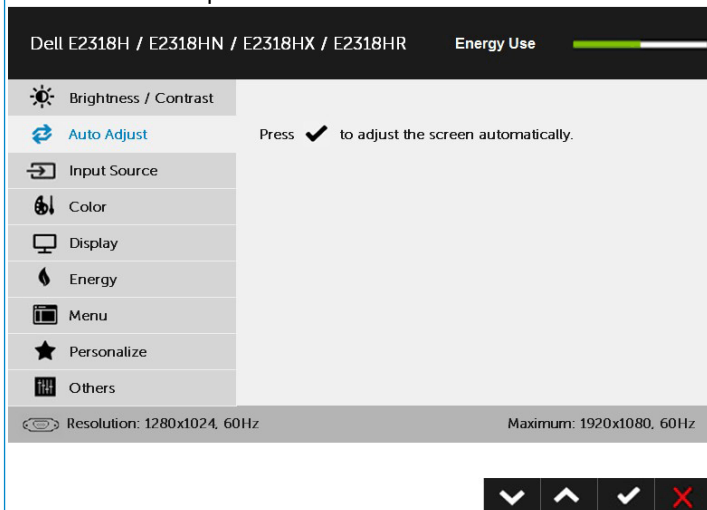 Dell E2318H / E2318HN / E2318HX / E2318HR Energy Use
Brightness / Contrast
Auto Adjust
Press ✔ to adjust the screen automatically.
Input Source
Color
Display
Energy
Menu
Personalize
Others
Resolution: 1280x1024, 60Hz Maximum: 1920x1080, 60Hz